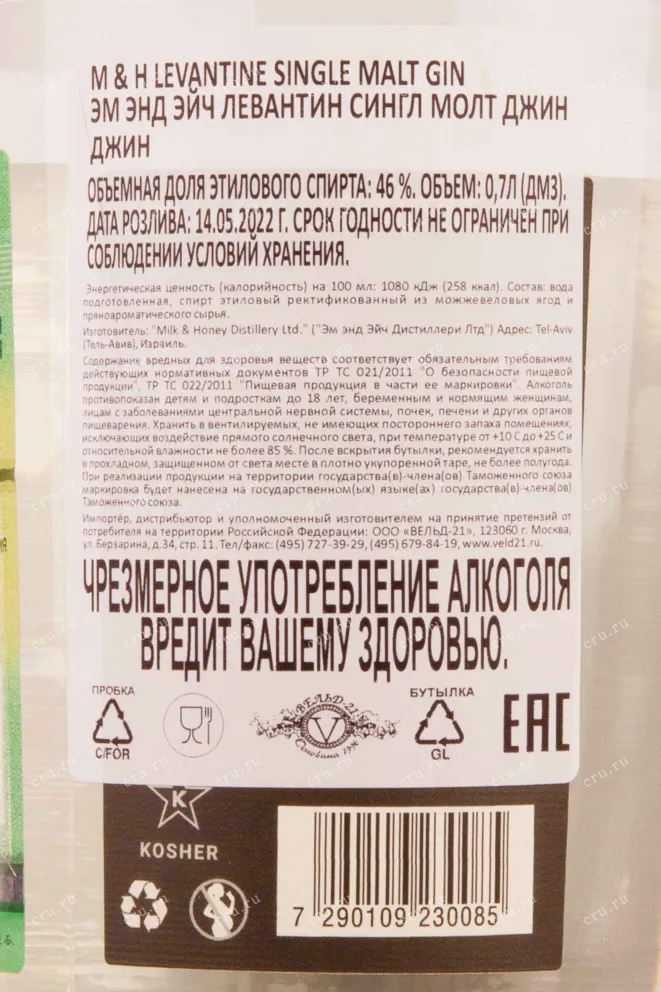 M & H LEVANTINE SINGLE MALT GIN
ЭМ ЭНД ЭЙЧ ЛЕВАНТИН СИНГЛ МОЛТ ДЖИН
ДЖИН
ОБЪЕМНАЯ ДОЛЯ ЭТИЛОВОГО СПИРТА: 46 %. ОБЪЕМ: 0,7Л (ДМ3).
ДАТА РОЗЛИВА: 14.05.2022 Г. СРОК ГОДНОСТИ НЕ ОГРАНИЧЕН ПРИ
СОБЛЮДЕНИИ УСЛОВИЙ ХРАНЕНИЯ.
Энергетическая ценность (калорийность) на 100 мл: 1080 кДж (258 ккал). Состав: вода
подготовленная, спирт этиловый ректификованный из можжевеловых ягод и
пряноароматического сырья.
Изготовитель: "Milk & Honey Distillery Ltd." ("Эм энд Эйч Дистиллери Лтд") Адрес: Tel-Aviv
(Тель-Авив), Израиль.
Содержание вредных для здоровья веществ соответствует обязательным требованиям
действующих нормативных документов ТР ТС 021/2011 "О безопасности пищевой
продукции", ТР ТС 022/2011 "Пищевая продукция в части ее маркировки". Алкоголь
противопоказан детям и подросткам до 18 лет, беременным и кормящим женщинам,
лицам с заболеваниями центральной нервной системы, почек, печени и других органов
пищеварения. Хранить в вентилируемых, не имеющих постороннего запаха помещениях,
исключающих воздействие прямого солнечного света, при температуре от +10 С до +25 С и
относительной влажности не более 85 %. После вскрытия бутылки, рекомендуется хранить
в прохладном, защищенном от света месте в плотно укупоренной таре, не более полугода.
При реализации продукции на территории государства(в)-члена(ов) Таможенного союза
маркировка будет нанесена на государственном(ых) языке(ах) государства(в)-члена(ов)
Таможенного союза.
Импортёр, дистрибьютор и уполномоченный изготовителем на принятие претензий от
потребителя на территории Российской Федерации: ООО «ВЕЛЬД-21», 123060 г. Москва,
ул. Берзарина, д.34, стр. 11. Тел/факс: (495) 727-39-29, (495) 679-84-19, www.veld21.ru.
ЧРЕЗМЕРНОЕ УПОТРЕБЛЕНИЕ АЛКОГОЛЯ
ВРЕДИТ ВАШЕМУ ЗДОРОВЬЮ.
ПРОБКА
C/FOR
ВЕЛЬД-21
V
Основана 1996
БУТЫЛКА
GL
EAC
K
KOSHER
7 290109 230085
cru.ru